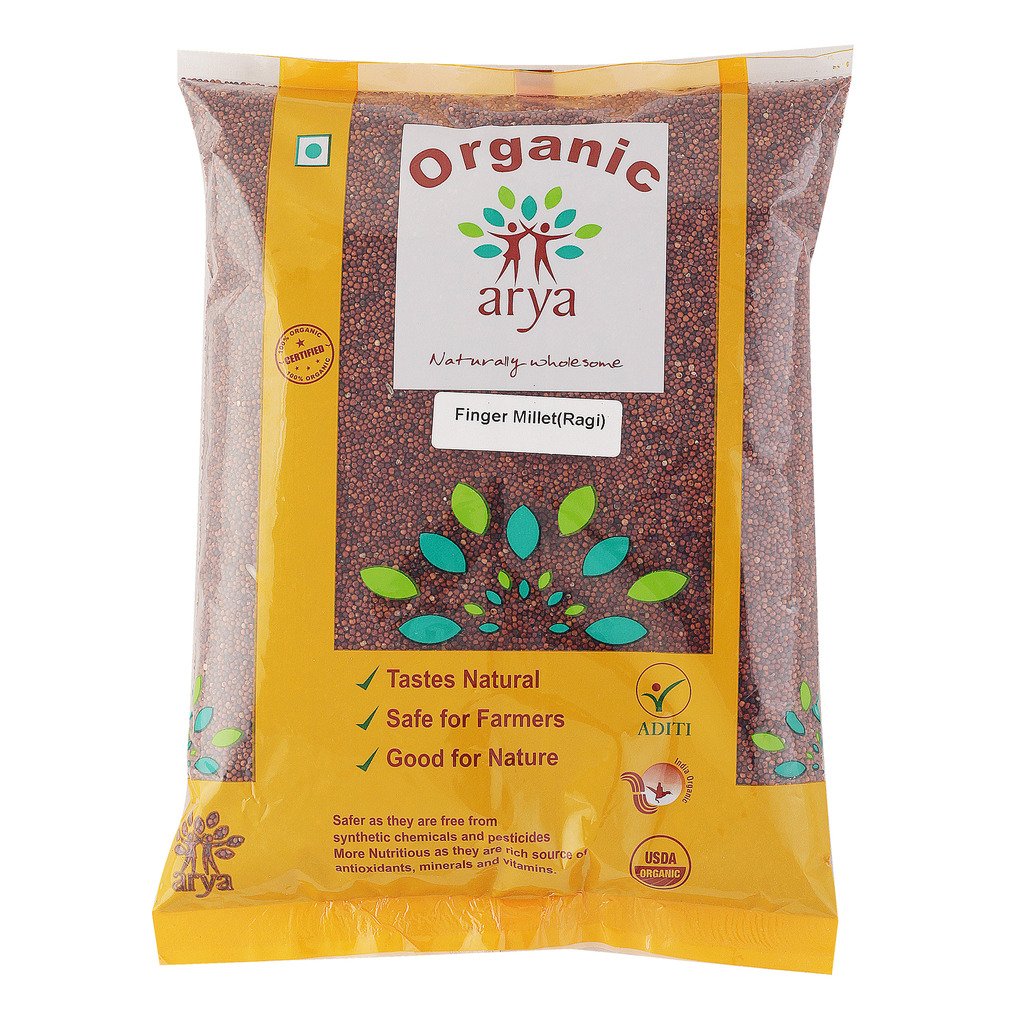 Organic
arya
Naturally wholesome
100% ORGANIC
CERTIFIED
100% ORGANIC
Finger Millet(Ragi)
Tastes Natural
Safe for Farmers
Good for Nature
ADITI
India Organic
Safer as they are free from
synthetic chemicals and pesticides
More Nutritious as they are rich source of
antioxidants, minerals and vitamins.
USDA
ORGANIC
arya